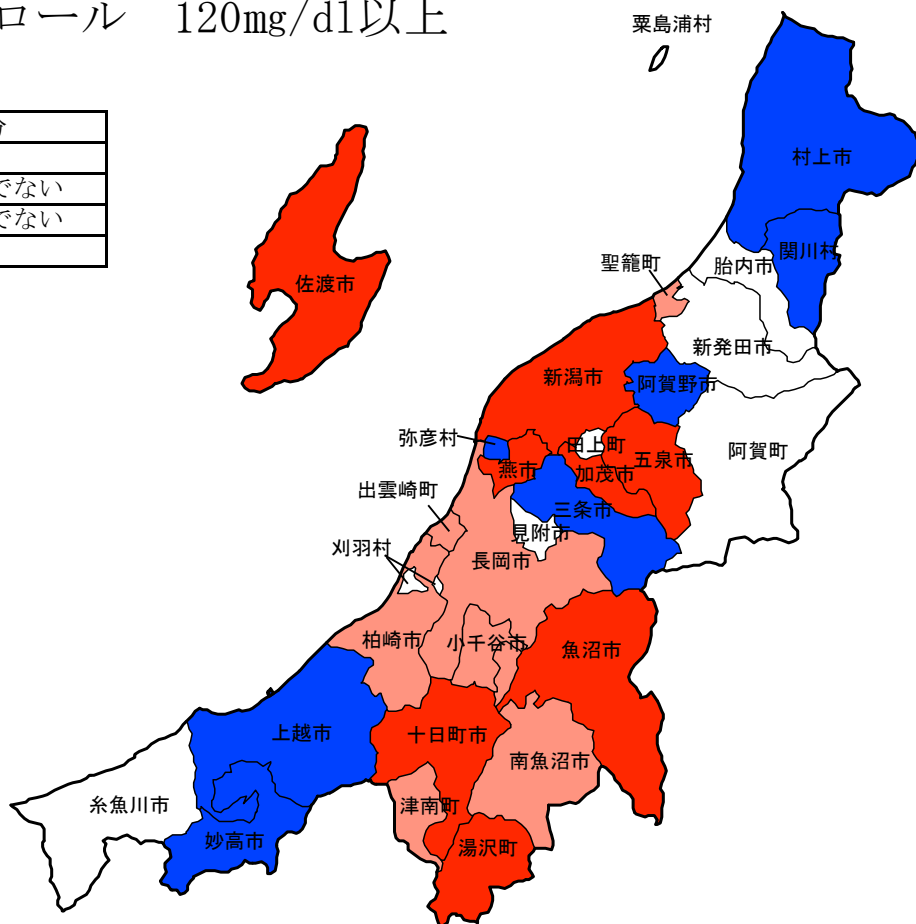 ロール 120mg/dl以上
でない
でない
粟島浦村
村上市
関川村
胎内市
聖籠町
佐渡市
新発田市
新潟市
阿賀野市
弥彦村
田上町
阿賀町
燕市
加茂市
五泉市
出雲崎町
三条市
見附市
刈羽村
長岡市
柏崎市
小千谷市
魚沼市
上越市
十日町市
南魚沼市
糸魚川市
津南町
妙高市
湯沢町